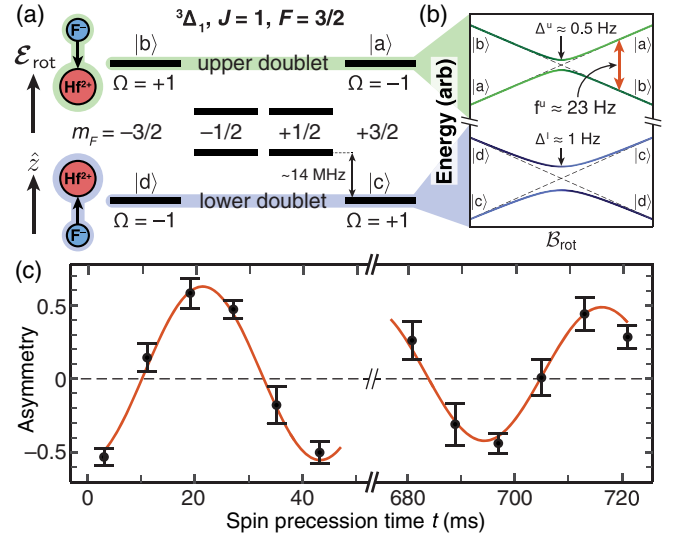 (a)
³Δ₁, J = 1, F = 3/2
(b)
F⁻
Hf²⁺
ℰrot
|b⟩
|a⟩
upper doublet
Ω = +1
Ω = −1
mF = −3/2
−1/2
+1/2
+3/2
ẑ
Hf²⁺
F⁻
~14 MHz
|d⟩
|c⟩
lower doublet
Ω = −1
Ω = +1
Energy (arb)
Δᵘ ≈ 0.5 Hz
|b⟩
|a⟩
|a⟩
|b⟩
fᵘ ≈ 23 Hz
Δˡ ≈ 1 Hz
|d⟩
|c⟩
|c⟩
|d⟩
ℬrot
(c)
Asymmetry
0.5
0
−0.5
0
20
40
680
700
720
Spin precession time t (ms)